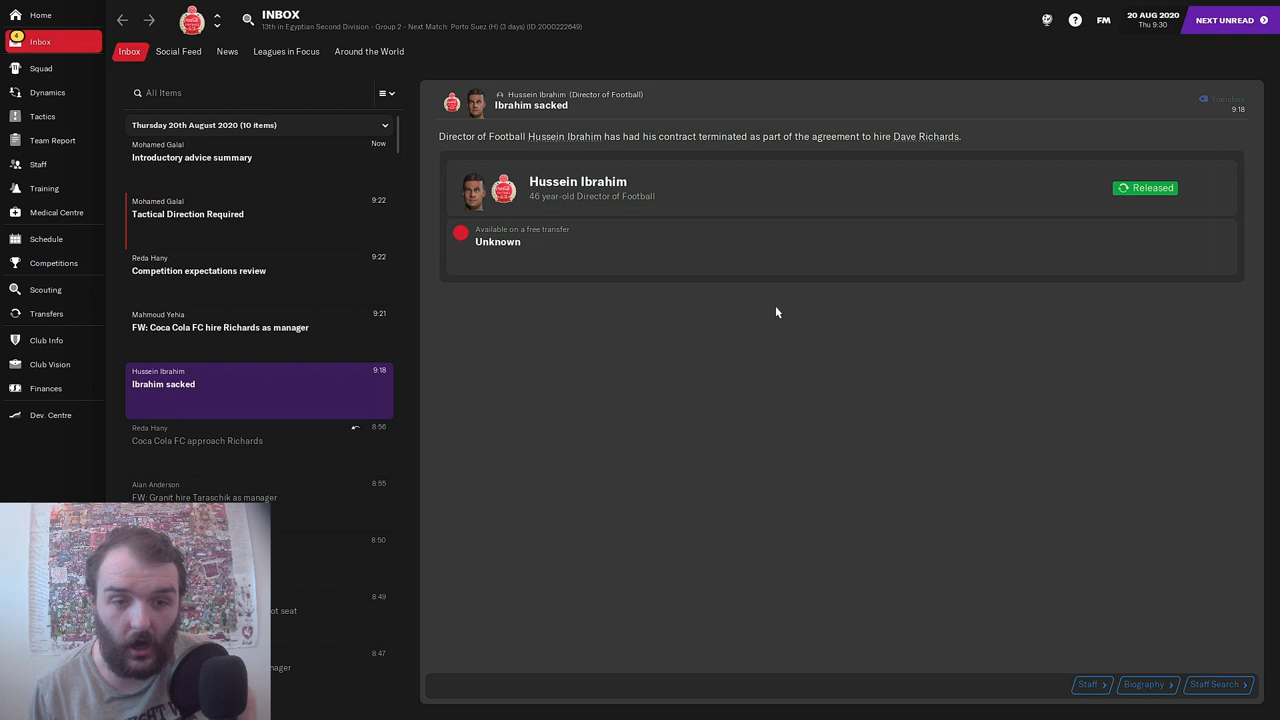 4
Home
Inbox
Squad
Dynamics
Tactics
Team Report
Staff
Training
Medical Centre
Schedule
Competitions
Scouting
Transfers
Club Info
Club Vision
Finances
Dev. Centre
INBOX
13th in Egyptian Second Division - Group 2 - Next Match: Porto Suez (H) (3 days) (ID:2000222649)
?
FM
20 AUG 2020
Thu 9:30
NEXT UNREAD
Inbox
Social Feed
News
Leagues in Focus
Around the World
All Items
Thursday 20th August 2020 (10 items)
Mohamed Galal
Now
Introductory advice summary
Mohamed Galal
9:22
Tactical Direction Required
Reda Hany
9:22
Competition expectations review
Mahmoud Yehia
9:21
FW: Coca Cola FC hire Richards as manager
Hussein Ibrahim
9:18
Ibrahim sacked
Reda Hany
8:56
Coca Cola FC approach Richards
Alan Anderson
8:55
FW: Granit hire Taraschik as manager
8:50
8:49
ot seat
8:47
nager
Hussein Ibrahim (Director of Football)
Ibrahim sacked
Transfers
9:18
Director of Football Hussein Ibrahim has had his contract terminated as part of the agreement to hire Dave Richards.
Hussein Ibrahim
46 year-old Director of Football
Released
Available on a free transfer
Unknown
Staff
Biography
Staff Search